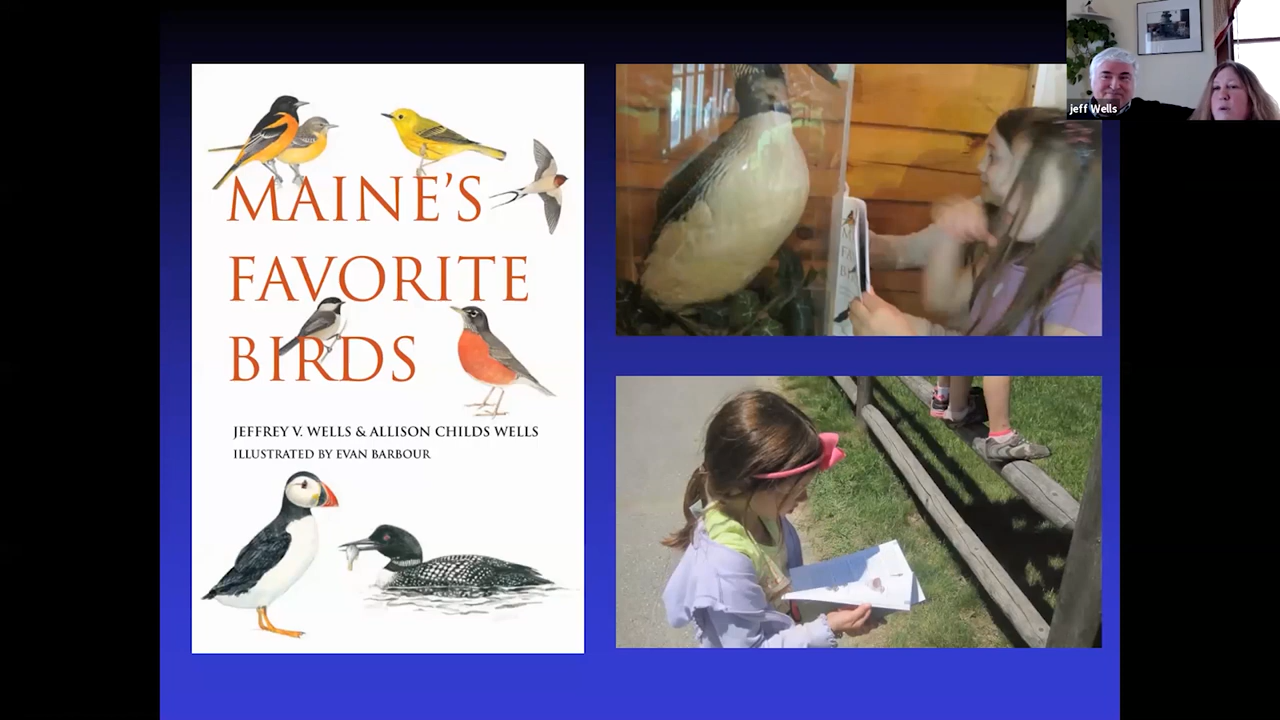 MAINE'S
FAVORITE
BIRDS
JEFFREY V. WELLS & ALLISON CHILDS WELLS
ILLUSTRATED BY EVAN BARBOUR
jeff Wells